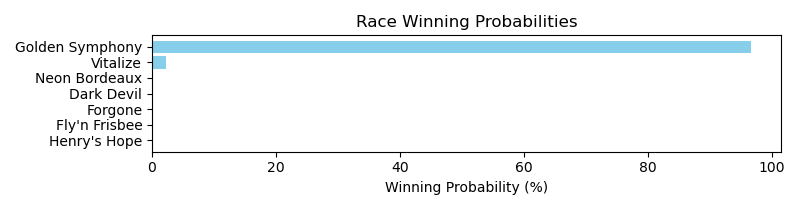 Race Winning Probabilities
Golden Symphony
Vitalize
Neon Bordeaux
Dark Devil
Forgone
Fly'n Frisbee
Henry's Hope
0 20 40 60 80 100
Winning Probability (%)